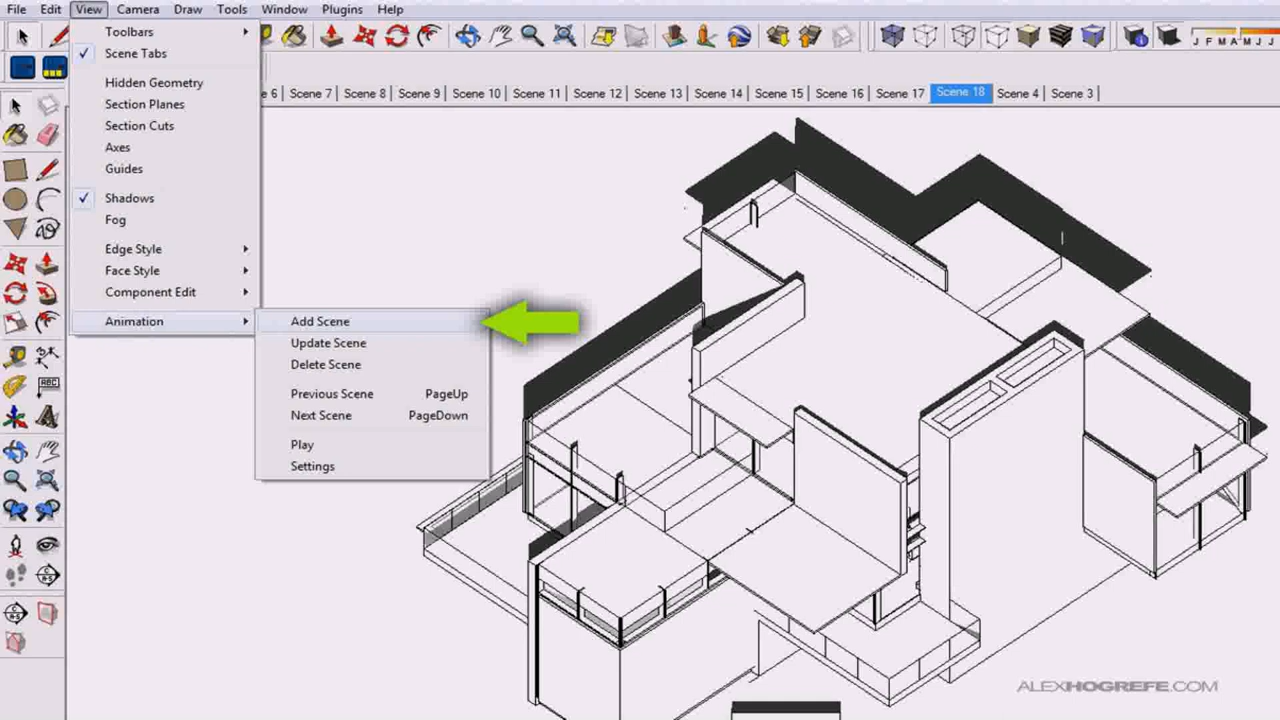 File Edit View Camera Draw Tools Window Plugins Help
Toolbars
Scene Tabs
J F M A M J J
e 6 Scene 7 Scene 8 Scene 9 Scene 10 Scene 11 Scene 12 Scene 13 Scene 14 Scene 15 Scene 16 Scene 17 Scene 18 Scene 4 Scene 3
Hidden Geometry
Section Planes
Section Cuts
Axes
Guides
Shadows
Fog
Edge Style
Face Style
Component Edit
Animation
Add Scene
Update Scene
Delete Scene
Previous Scene PageUp
Next Scene PageDown
Play
Settings
ABC
ALEXHOGREFE.COM